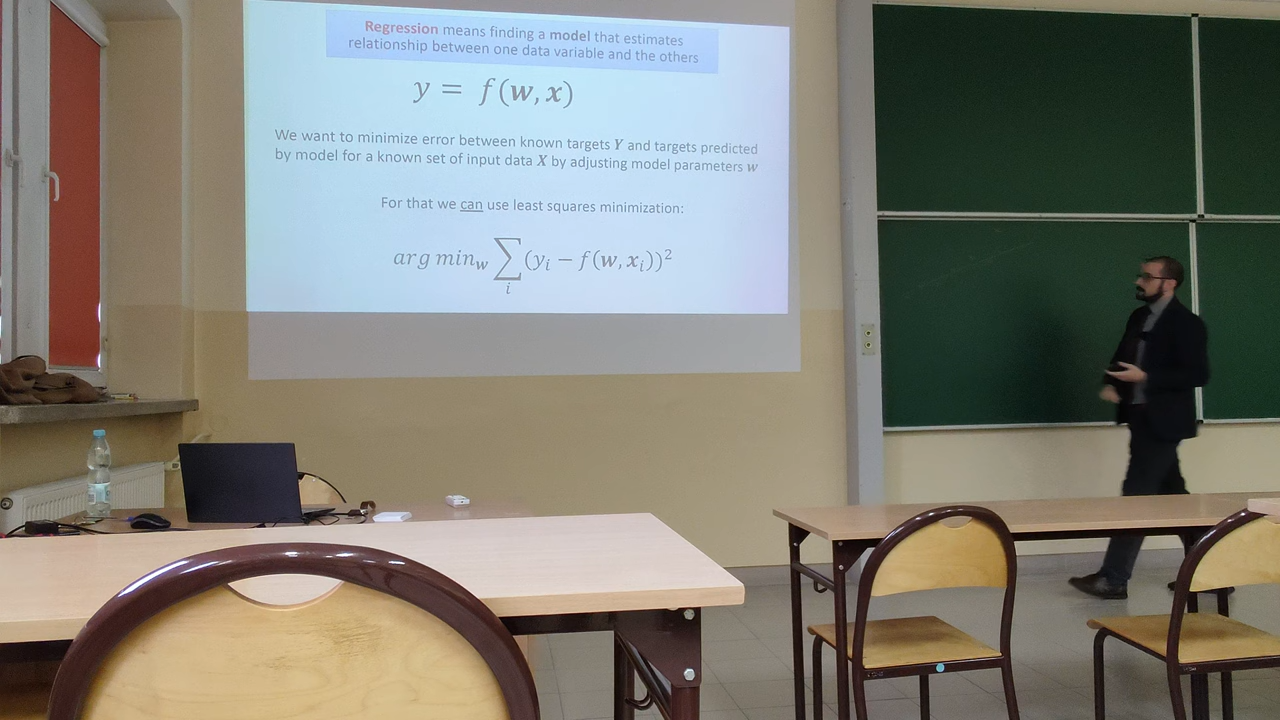 Regression means finding a model that estimates
relationship between one data variable and the others
y = f(w, x)
We want to minimize error between known targets Y and targets predicted
by model for a known set of input data X by adjusting model parameters w
For that we can use least squares minimization:
arg min_w ∑_i (y_i − f(w, x_i))²